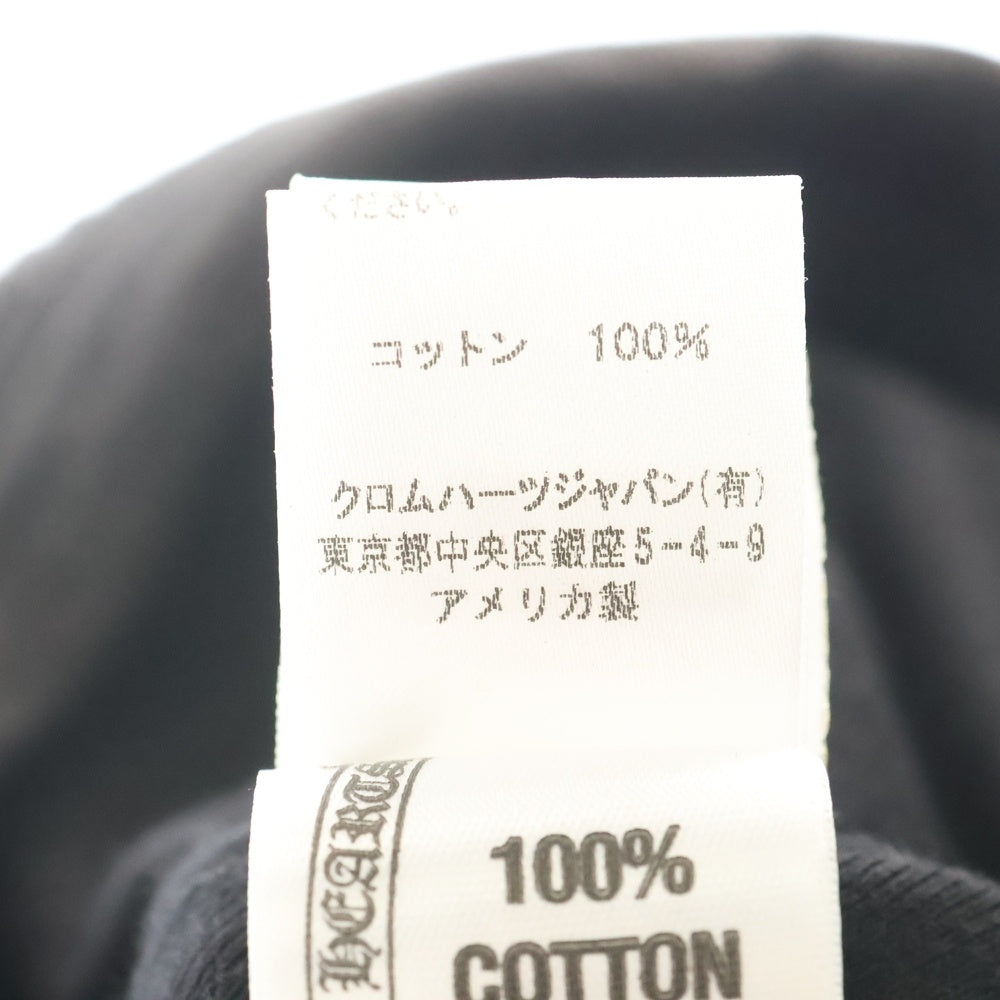 ください。
コットン 100%
クロムハーツジャパン(有)
東京都中央区銀座5-4-9
アメリカ製
HEARTS
100%
COTTON